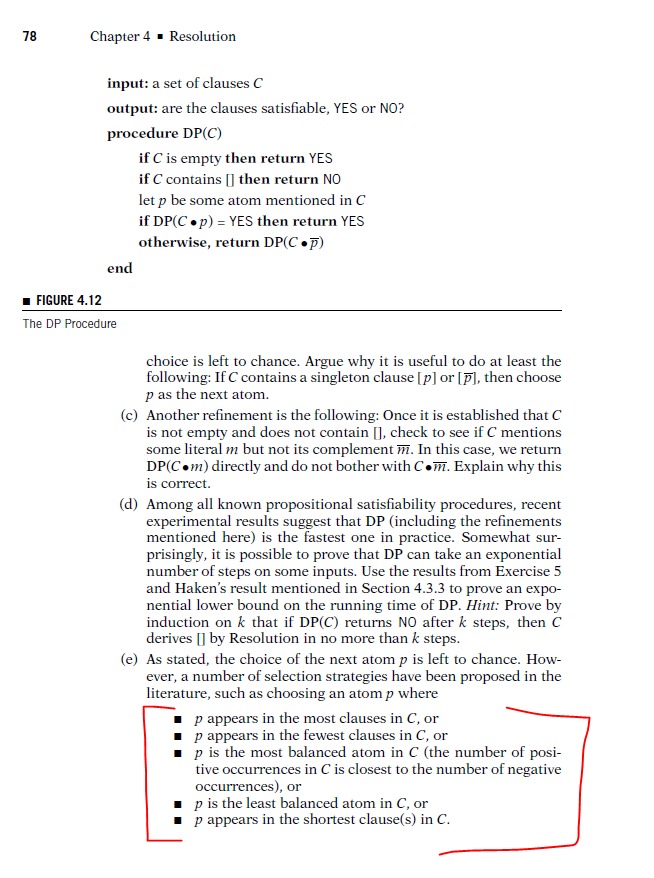 78 Chapter 4 ■ Resolution
input: a set of clauses C
output: are the clauses satisfiable, YES or NO?
procedure DP(C)
if C is empty then return YES
if C contains [] then return NO
let p be some atom mentioned in C
if DP(C • p) = YES then return YES
otherwise, return DP(C • p̅)
end
■ FIGURE 4.12
The DP Procedure
choice is left to chance. Argue why it is useful to do at least the
following: If C contains a singleton clause [p] or [p̅], then choose
p as the next atom.
(c) Another refinement is the following: Once it is established that C
is not empty and does not contain [], check to see if C mentions
some literal m but not its complement m̅. In this case, we return
DP(C • m) directly and do not bother with C • m̅. Explain why this
is correct.
(d) Among all known propositional satisfiability procedures, recent
experimental results suggest that DP (including the refinements
mentioned here) is the fastest one in practice. Somewhat sur-
prisingly, it is possible to prove that DP can take an exponential
number of steps on some inputs. Use the results from Exercise 5
and Haken's result mentioned in Section 4.3.3 to prove an expo-
nential lower bound on the running time of DP. Hint: Prove by
induction on k that if DP(C) returns NO after k steps, then C
derives [] by Resolution in no more than k steps.
(e) As stated, the choice of the next atom p is left to chance. How-
ever, a number of selection strategies have been proposed in the
literature, such as choosing an atom p where
■ p appears in the most clauses in C, or
■ p appears in the fewest clauses in C, or
■ p is the most balanced atom in C (the number of posi-
tive occurrences in C is closest to the number of negative
occurrences), or
■ p is the least balanced atom in C, or
■ p appears in the shortest clause(s) in C.